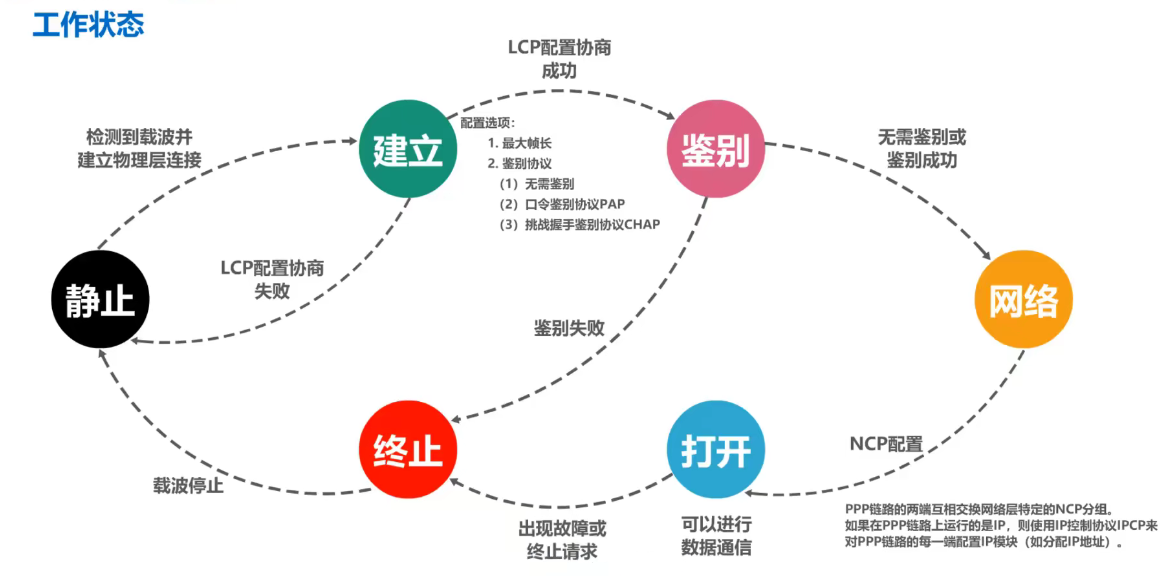 工作状态
LCP配置协商
成功
检测到载波并
建立物理层连接
建立
配置选项：
1. 最大帧长
2. 鉴别协议
（1）无需鉴别
（2）口令鉴别协议PAP
（3）挑战握手鉴别协议CHAP
鉴别
无需鉴别或
鉴别成功
静止
LCP配置协商
失败
鉴别失败
网络
终止
打开
NCP配置
载波停止
出现故障或
终止请求
可以进行
数据通信
PPP链路的两端互相交换网络层特定的NCP分组。
如果在PPP链路上运行的是IP，则使用IP控制协议IPCP来
对PPP链路的每一端配置IP模块（如分配IP地址）。